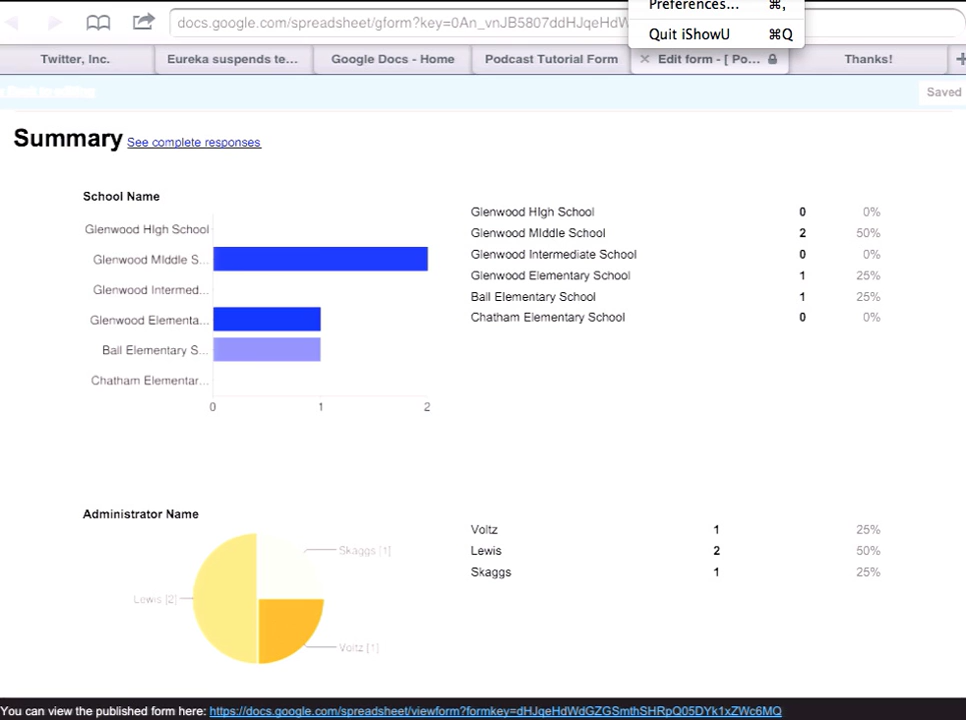 Preferences... ⌘,
docs.google.com/spreadsheet/gform?key=0An_vnJB5807ddHJqeHdW
Quit iShowU ⌘Q
Twitter, Inc. Eureka suspends te... Google Docs - Home Podcast Tutorial Form Edit form - [ Po... Thanks!
Saved
Summary See complete responses
School Name
Glenwood HIgh School
Glenwood MIddle S...
Glenwood Intermed...
Glenwood Elementa...
Ball Elementary S...
Chatham Elementar...
0 1 2
Glenwood HIgh School 0 0%
Glenwood MIddle School 2 50%
Glenwood Intermediate School 0 0%
Glenwood Elementary School 1 25%
Ball Elementary School 1 25%
Chatham Elementary School 0 0%
Administrator Name
Skaggs [1]
Lewis [2]
Voltz [1]
Voltz 1 25%
Lewis 2 50%
Skaggs 1 25%
You can view the published form here: https://docs.google.com/spreadsheet/viewform?formkey=dHJqeHdWdGZGSmthSHRpQ05DYk1xZWc6MQ